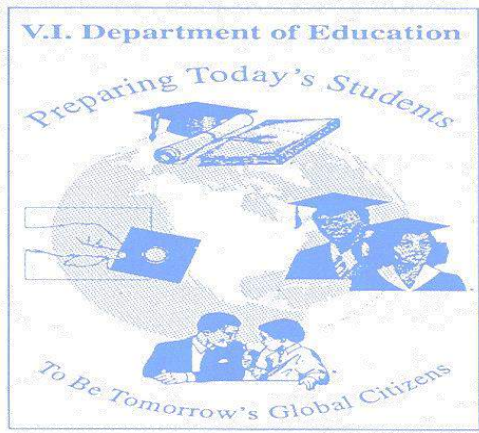 V.I. Department of Education
Preparing Today's Students
To Be Tomorrow's Global Citizens